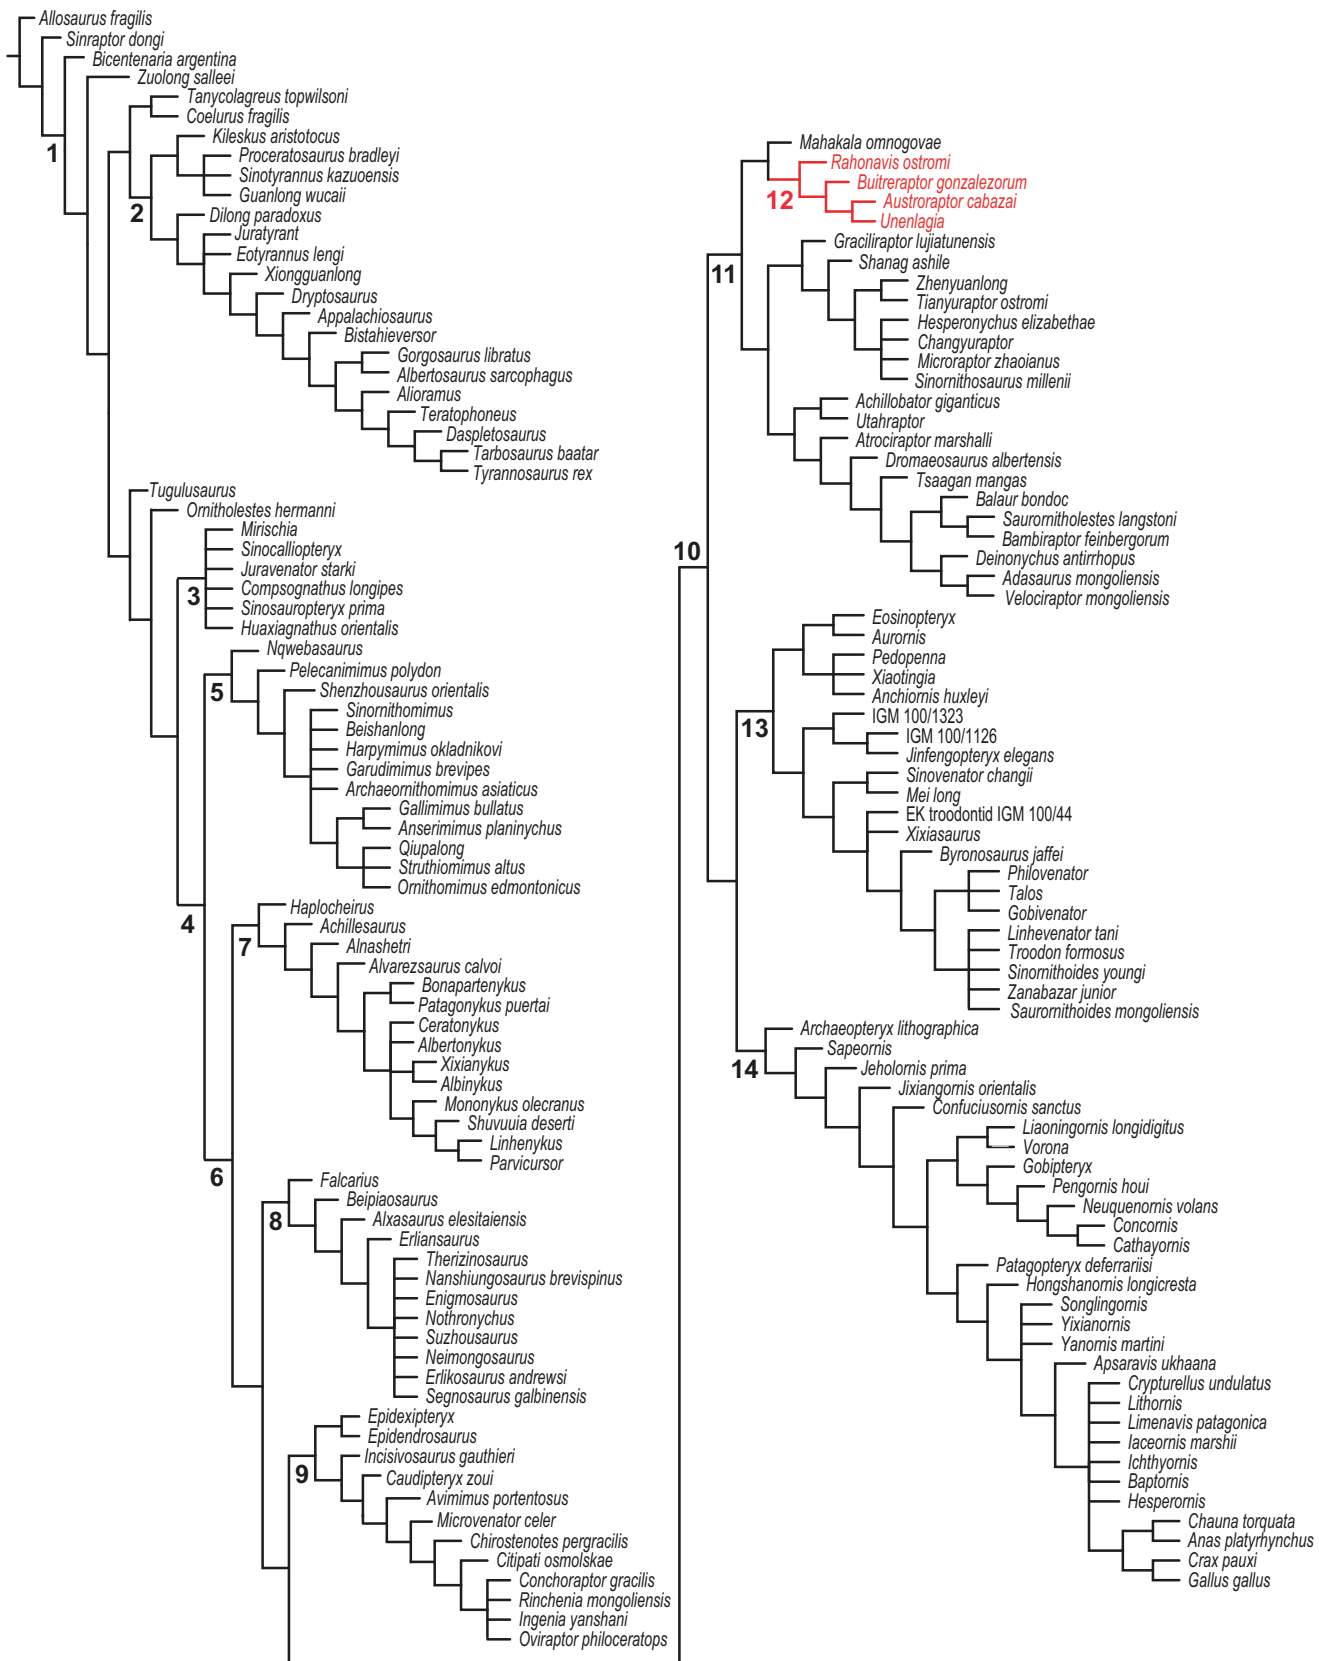 Allosaurus fragilis
Sinraptor dongi
Bicentenaria argentina
Zuolong salleei
Tanycolagreus topwilsoni
Coelurus fragilis
Kileskus aristotocus
1
Proceratosaurus bradleyi
Sinotyrannus kazuoensis
Guanlong wucaii
2
Dilong paradoxus
Juratyrant
Eotyrannus lengi
Xiongguanlong
Dryptosaurus
Appalachiosaurus
Bistahieversor
Gorgosaurus libratus
Albertosaurus sarcophagus
Alioramus
Teratophoneus
Daspletosaurus
Tarbosaurus baatar
Tyrannosaurus rex
Tugulusaurus
Ornitholestes hermanni
Mirischia
Sinocalliopteryx
Juravenator starki
3
Compsognathus longipes
Sinosauropteryx prima
Huaxiagnathus orientalis
Nqwebasaurus
Pelecanimimus polydon
5
Shenzhousaurus orientalis
Sinornithomimus
Beishanlong
Harpymimus okladnikovi
Garudimimus brevipes
Archaeornithomimus asiaticus
Gallimimus bullatus
Anserimimus planinychus
Qiupalong
Struthiomimus altus
Ornithomimus edmontonicus
Haplocheirus
4
Achillesaurus
7
Alnashetri
Alvarezsaurus calvoi
Bonapartenykus
Patagonykus puertai
Ceratonykus
Albertonykus
Xixianykus
Albinykus
Mononykus olecranus
Shuvuuia deserti
Linhenykus
Parvicursor
6
Falcarius
Beipiaosaurus
8
Alxasaurus elesitaiensis
Erliansaurus
Therizinosaurus
Nanshiungosaurus brevispinus
Enigmosaurus
Nothronychus
Suzhousaurus
Neimongosaurus
Erlikosaurus andrewsi
Segnosaurus galbinensis
Epidexipteryx
Epidendrosaurus
Incisivosaurus gauthieri
9
Caudipteryx zoui
Avimimus portentosus
Microvenator celer
Chirostenotes pergracilis
Citipati osmolskae
Conchoraptor gracilis
Rinchenia mongoliensis
Ingenia yanshani
Oviraptor philoceratops
Mahakala omnogovae
Rahonavis ostromi
Buitreraptor gonzalezorum
12
Austroraptor cabazai
Unenlagia
Graciliraptor lujiatunensis
Shanag ashile
11
Zhenyuanlong
Tianyuraptor ostromi
Hesperonychus elizabethae
Changyuraptor
Microraptor zhaoianus
Sinornithosaurus millenii
Achillobator giganticus
Utahraptor
Atrociraptor marshalli
Dromaeosaurus albertensis
Tsaagan mangas
Balaur bondoc
Saurornitholestes langstoni
Bambiraptor feinbergorum
10
Deinonychus antirrhopus
Adasaurus mongoliensis
Velociraptor mongoliensis
Eosinopteryx
Aurornis
Pedopenna
Xiaotingia
Anchiornis huxleyi
IGM 100/1323
13
IGM 100/1126
Jinfengopteryx elegans
Sinovenator changii
Mei long
EK troodontid IGM 100/44
Xixiasaurus
Byronosaurus jaffei
Philovenator
Talos
Gobivenator
Linhevenator tani
Troodon formosus
Sinornithoides youngi
Zanabazar junior
Saurornithoides mongoliensis
Archaeopteryx lithographica
Sapeornis
14
Jeholornis prima
Jixiangornis orientalis
Confuciusornis sanctus
Liaoningornis longidigitus
Vorona
Gobipteryx
Pengornis houi
Neuquenornis volans
Concornis
Cathayornis
Patagopteryx deferrariisi
Hongshanornis longicresta
Songlingornis
Yixianornis
Yanornis martini
Apsaravis ukhaana
Crypturellus undulatus
Lithornis
Limenavis patagonica
Iaceornis marshii
Ichthyornis
Baptornis
Hesperornis
Chauna torquata
Anas platyrhynchus
Crax pauxi
Gallus gallus